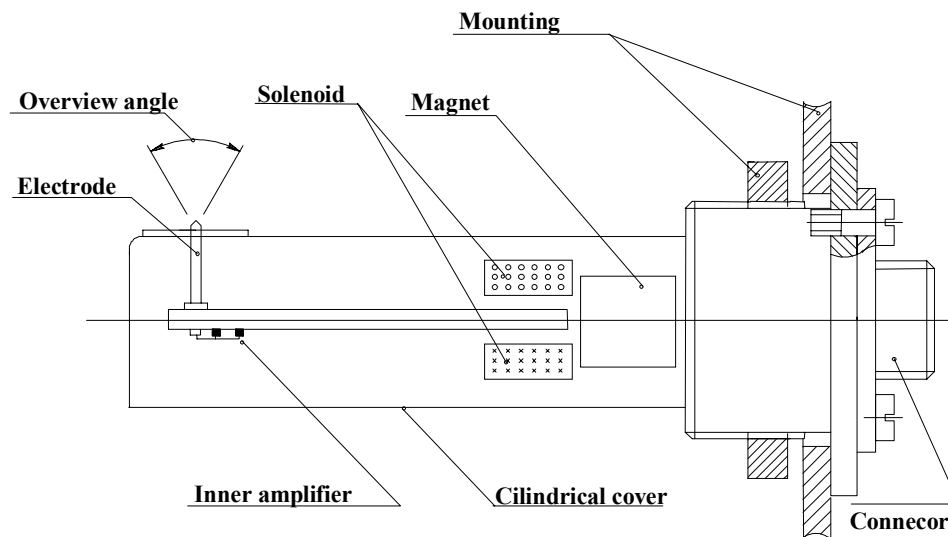 Mounting
Solenoid
Magnet
Overview angle
Electrode
Inner amplifier
Cilindrical cover
Connecor